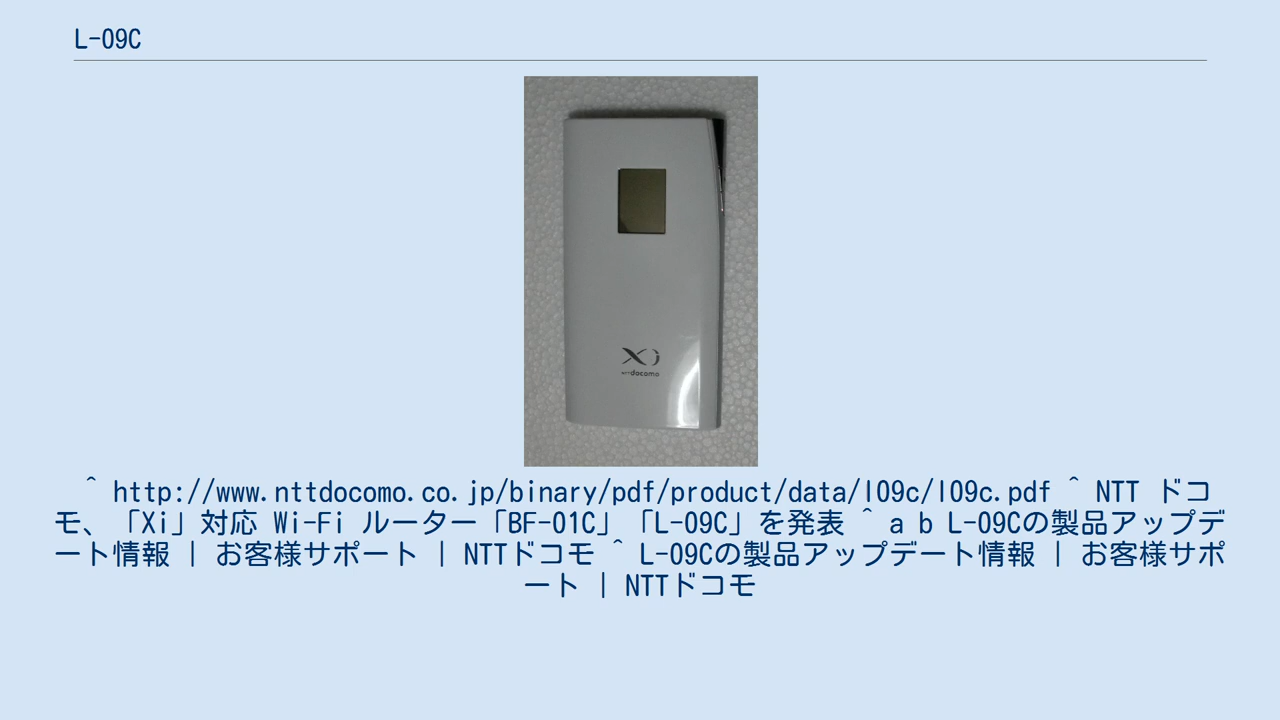 L-09C
Xi
NTT docomo
^ http://www.nttdocomo.co.jp/binary/pdf/product/data/l09c/l09c.pdf ^ NTT ドコ
モ、「Xi」対応 Wi-Fi ルーター「BF-01C」「L-09C」を発表 ^ a b L-09Cの製品アップデ
ート情報 | お客様サポート | NTTドコモ ^ L-09Cの製品アップデート情報 | お客様サポ
ート | NTTドコモ